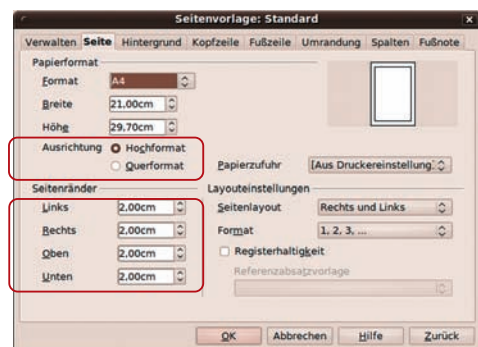 Seitenvorlage: Standard
Verwalten Seite Hintergrund Kopfzeile Fußzeile Umrandung Spalten Fußnote
Papierformat
Format A4
Breite 21.00cm
Höhe 29.70cm
Ausrichtung Hochformat
Querformat Papierzufuhr [Aus Druckereinstellung
Seitenränder Layouteinstellungen
Links 2.00cm Seitenlayout Rechts und Links
Rechts 2.00cm Format 1, 2, 3, ...
Oben 2.00cm Registerhaltigkeit
Unten 2.00cm Referenzabsatzvorlage
OK Abbrechen Hilfe Zurück